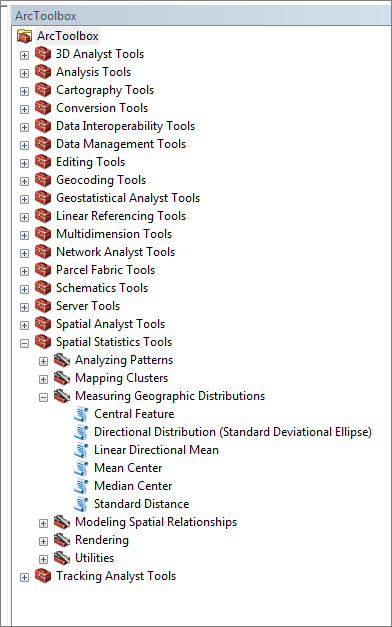 ArcToolbox
ArcToolbox
3D Analyst Tools
Analysis Tools
Cartography Tools
Conversion Tools
Data Interoperability Tools
Data Management Tools
Editing Tools
Geocoding Tools
Geostatistical Analyst Tools
Linear Referencing Tools
Multidimension Tools
Network Analyst Tools
Parcel Fabric Tools
Schematics Tools
Server Tools
Spatial Analyst Tools
Spatial Statistics Tools
Analyzing Patterns
Mapping Clusters
Measuring Geographic Distributions
Central Feature
Directional Distribution (Standard Deviational Ellipse)
Linear Directional Mean
Mean Center
Median Center
Standard Distance
Modeling Spatial Relationships
Rendering
Utilities
Tracking Analyst Tools